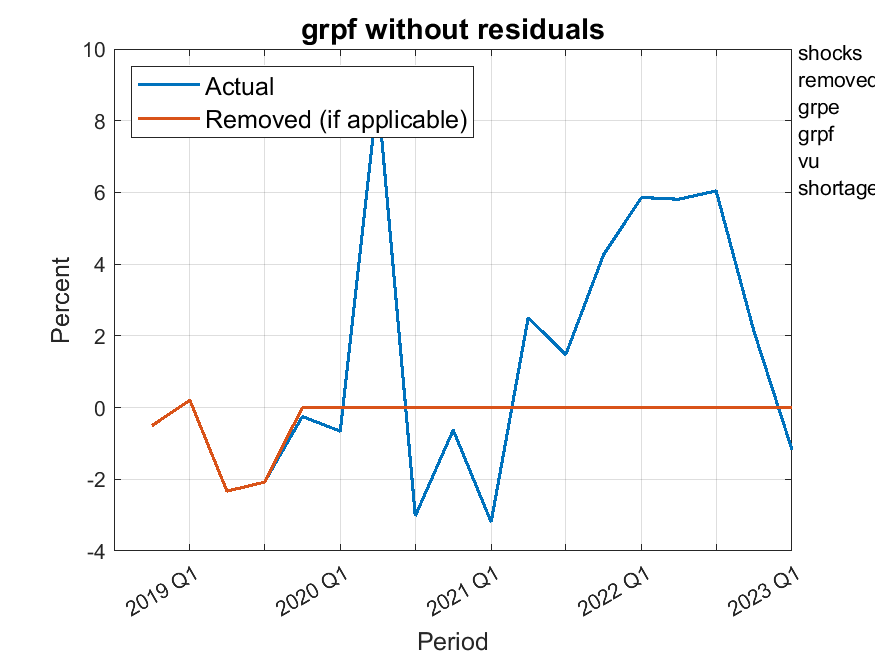 grpf without residuals
Actual
Removed (if applicable)
shocks
removed
grpe
grpf
vu
shortage
Percent
10
8
6
4
2
0
-2
-4
2019 Q1
2020 Q1
2021 Q1
2022 Q1
2023 Q1
Period